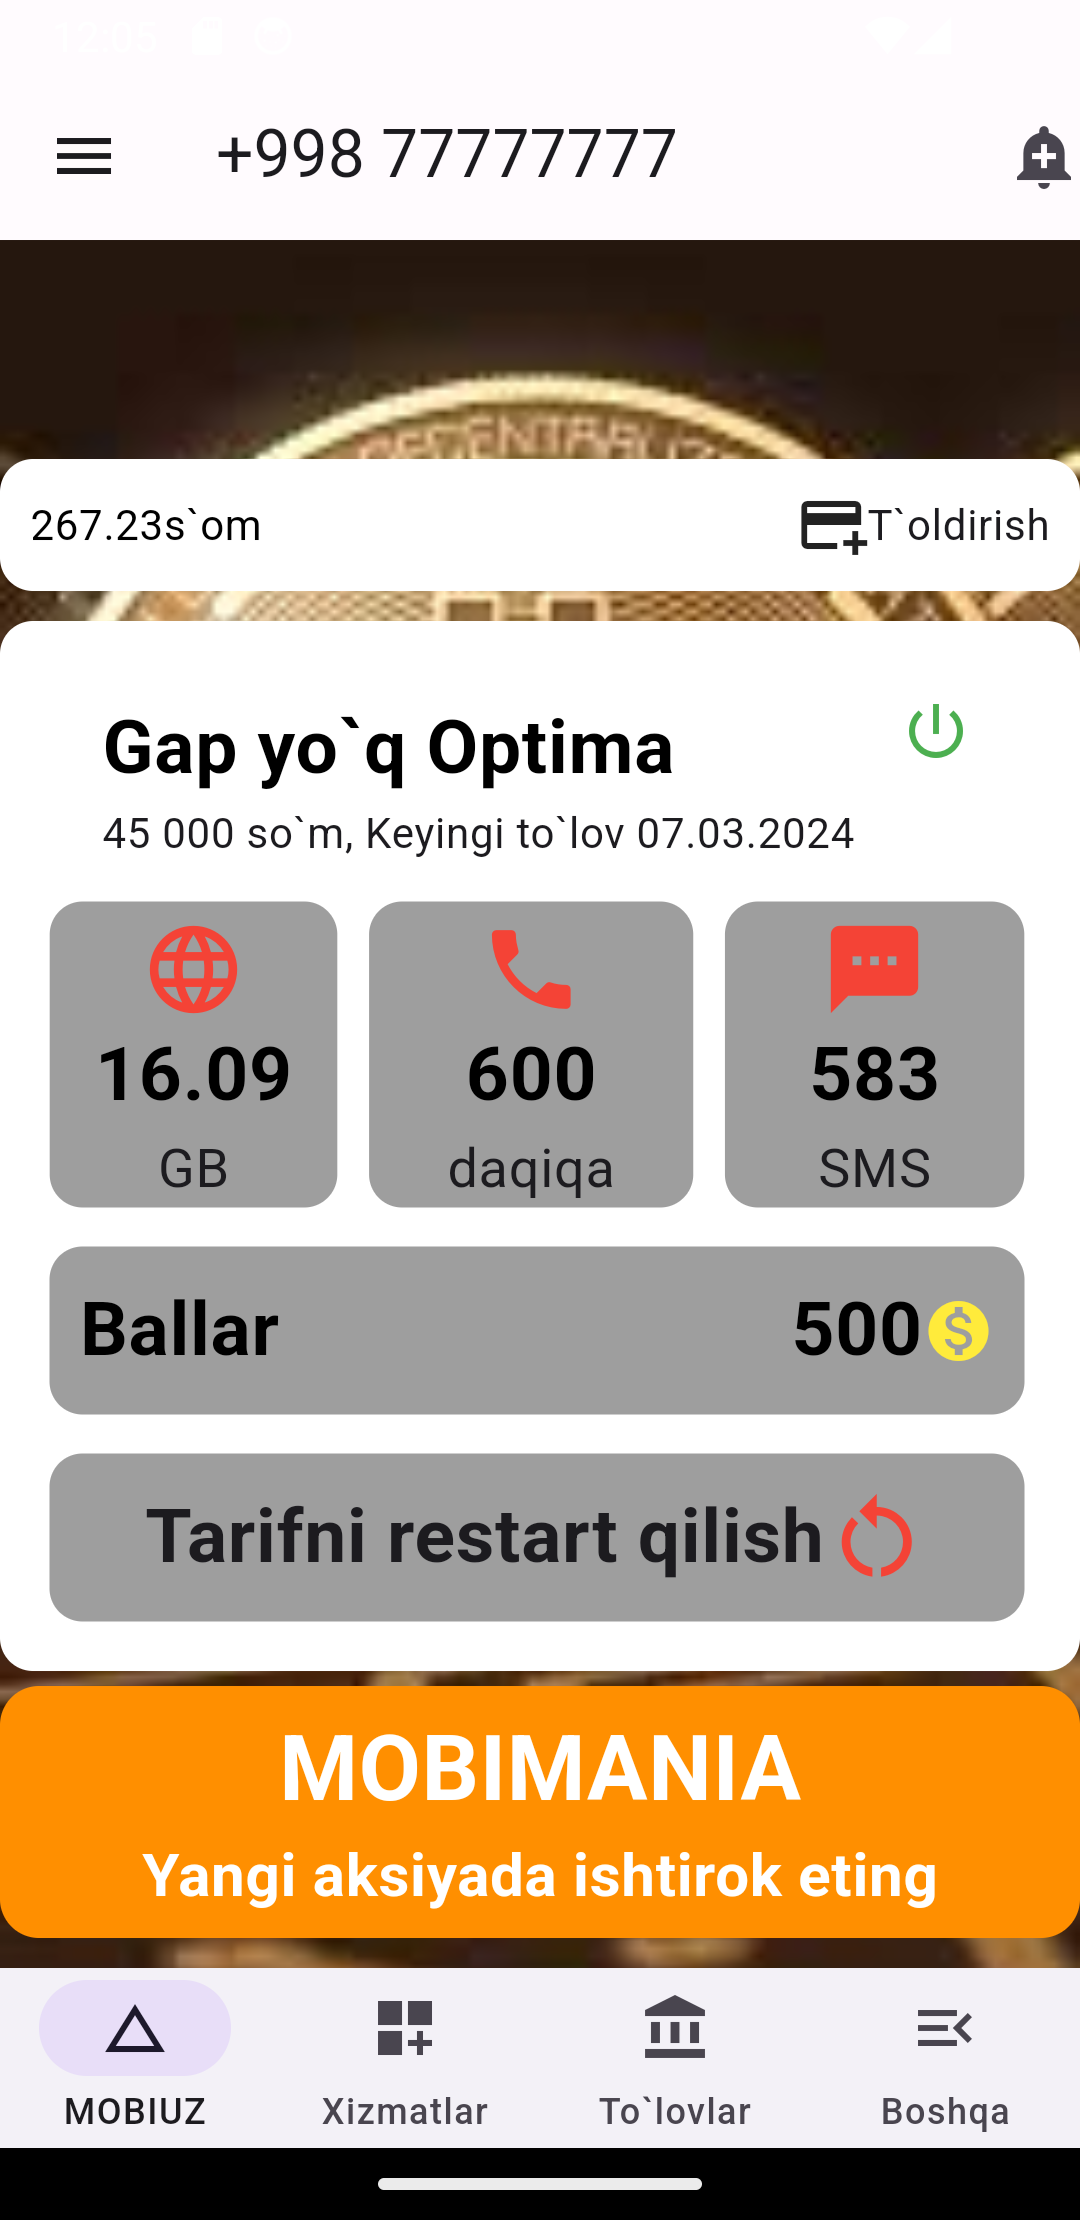 +998 77777777
267.23s`om
T`oldirish
Gap yo`q Optima
45 000 so`m, Keyingi to`lov 07.03.2024
16.09
600
583
GB
daqiqa
SMS
Ballar
500
Tarifni restart qilish
MOBIMANIA
Yangi aksiyada ishtirok eting
MOBIUZ
Xizmatlar
To`lovlar
Boshqa